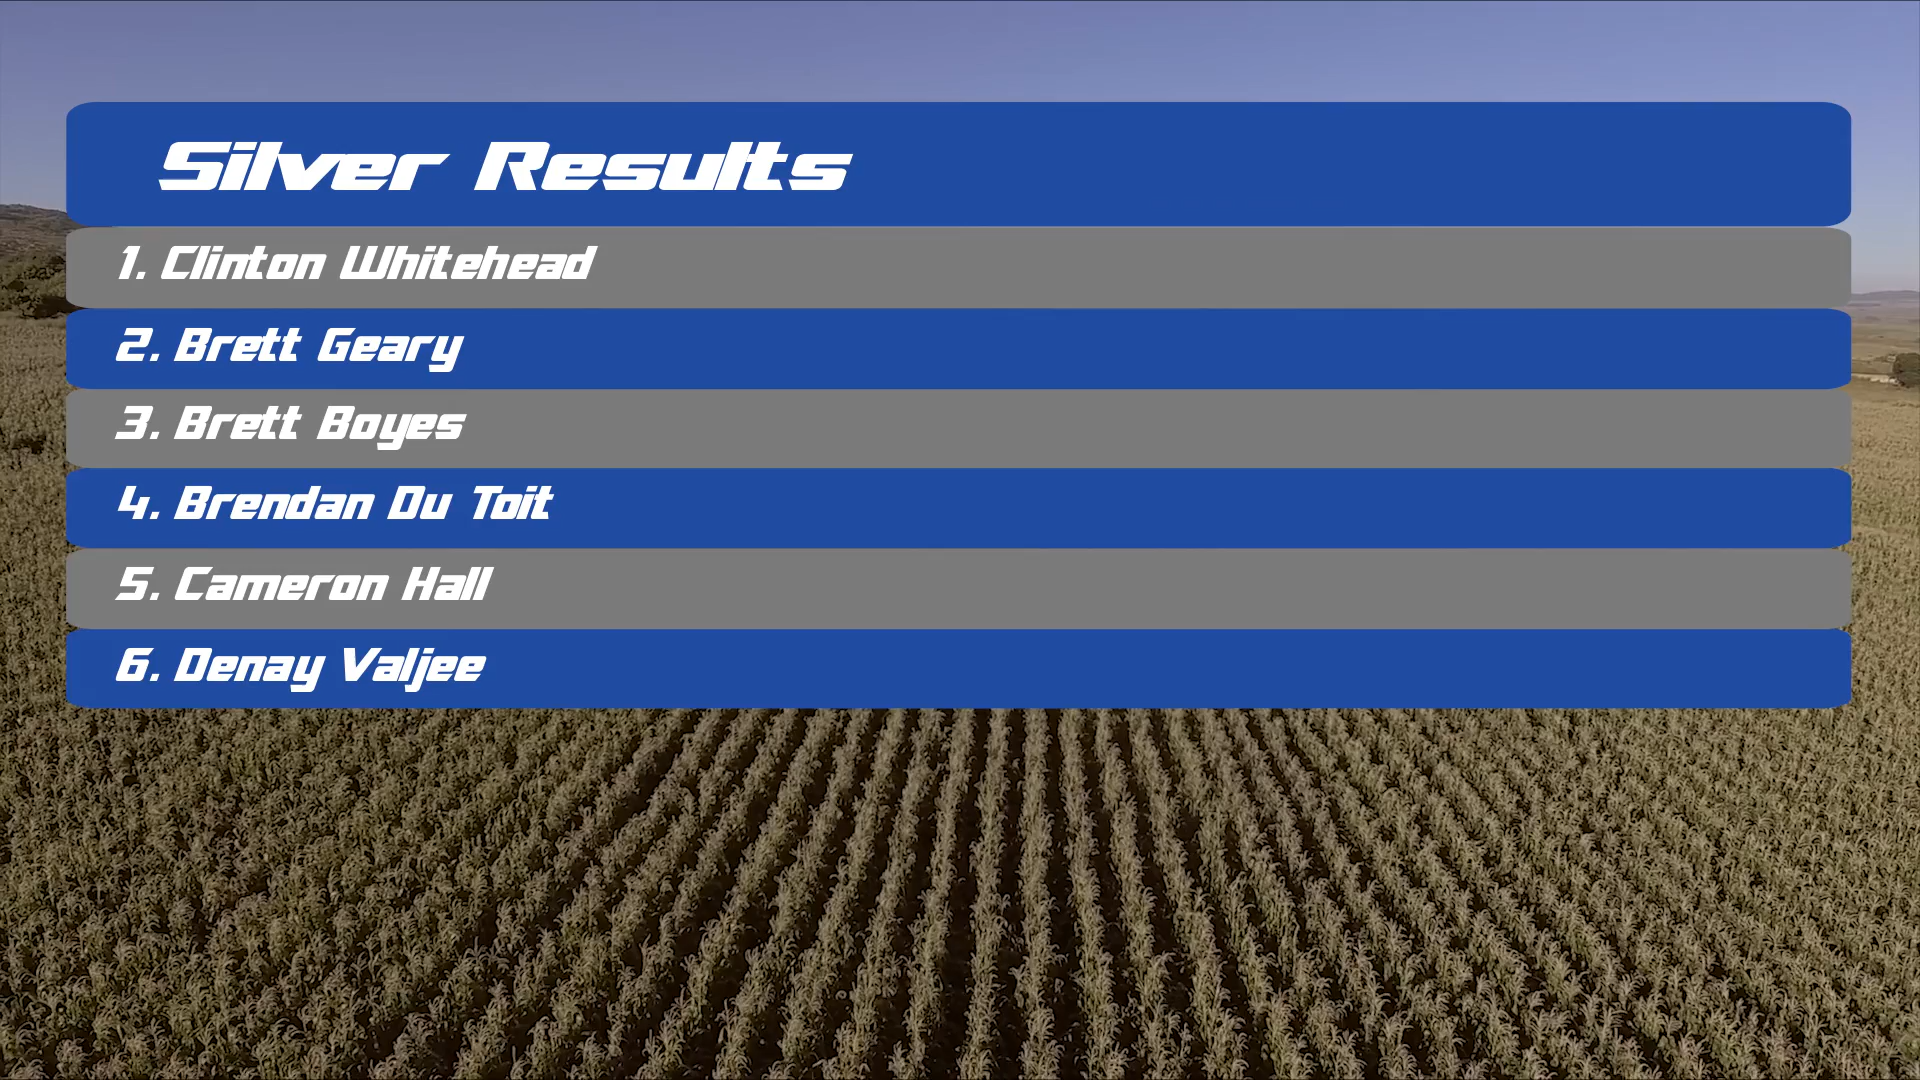 Silver Results
1. Clinton Whitehead
2. Brett Geary
3. Brett Boyes
4. Brendan Du Toit
5. Cameron Hall
6. Denay Valjee